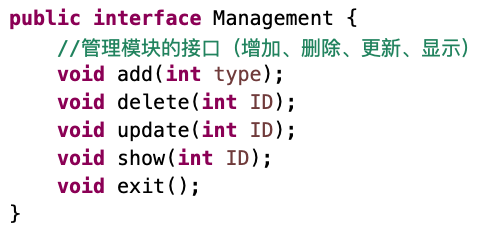 public interface Management {
//管理模块的接口（增加、删除、更新、显示）
void add(int type);
void delete(int ID);
void update(int ID);
void show(int ID);
void exit();
}